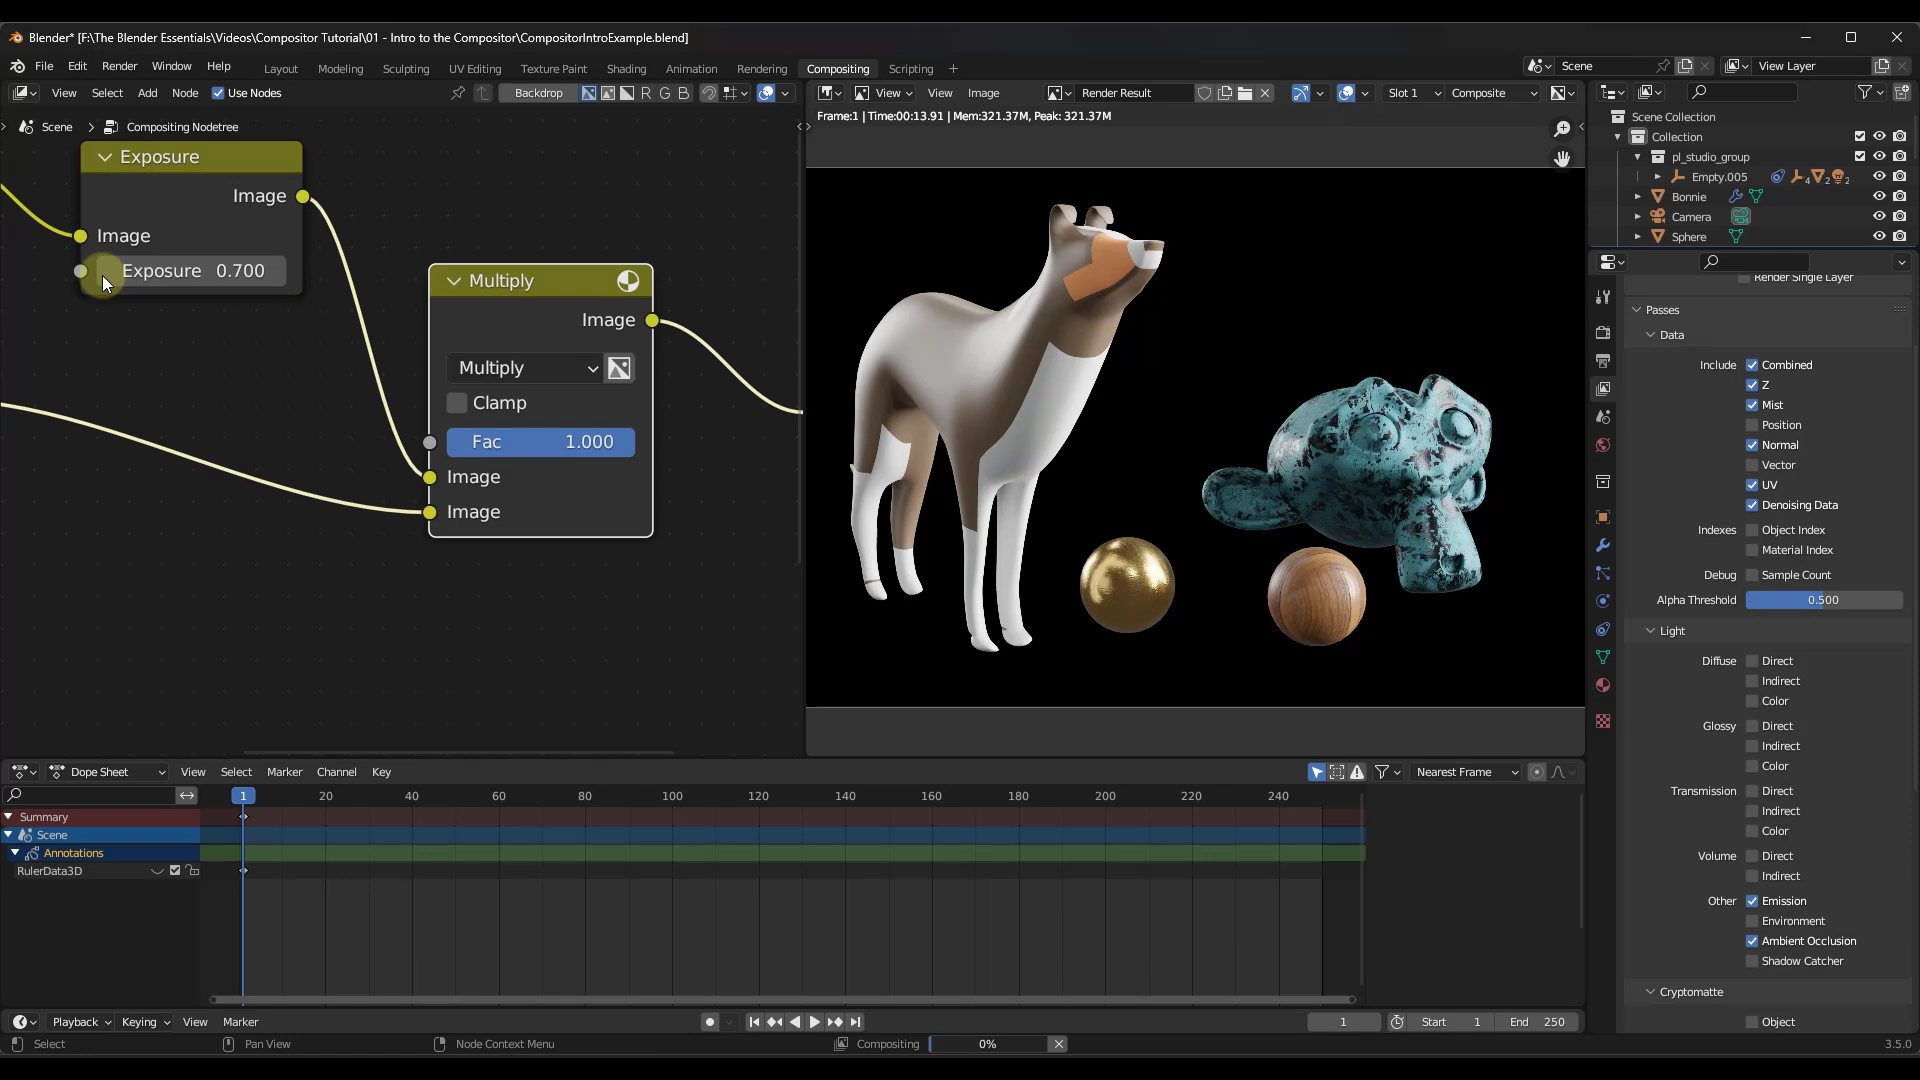 Blender* [F:\The Blender Essentials\Videos\Compositor Tutorial\01 - Intro to the Compositor\CompositorIntroExample.blend]
File Edit Render Window Help Layout Modeling Sculpting UV Editing Texture Paint Shading Animation Rendering Compositing Scripting + Scene View Layer
View Select Add Node Use Nodes Backdrop R G B View View Image Render Result Slot 1 Composite
Scene > Compositing Nodetree
Frame:1 | Time:00:13.91 | Mem:321.37M, Peak: 321.37M
Exposure
Image
Image
Exposure 0.700
Multiply
Image
Multiply
Clamp
Fac 1.000
Image
Image
Scene Collection
Collection
pl_studio_group
Empty.005 4 2 2
Bonnie
Camera
Sphere
Render Single Layer
Passes
Data
Include Combined
Z
Mist
Position
Normal
Vector
UV
Denoising Data
Indexes Object Index
Material Index
Debug Sample Count
Alpha Threshold 0.500
Light
Diffuse Direct
Indirect
Color
Glossy Direct
Indirect
Color
Transmission Direct
Indirect
Color
Volume Direct
Indirect
Other Emission
Environment
Ambient Occlusion
Shadow Catcher
Cryptomatte
Object
Dope Sheet View Select Marker Channel Key Nearest Frame
1 20 40 60 80 100 120 140 160 180 200 220 240
Summary
Scene
Annotations
RulerData3D
Playback Keying View Marker 1 Start 1 End 250
Select Pan View Node Context Menu Compositing 0% 3.5.0